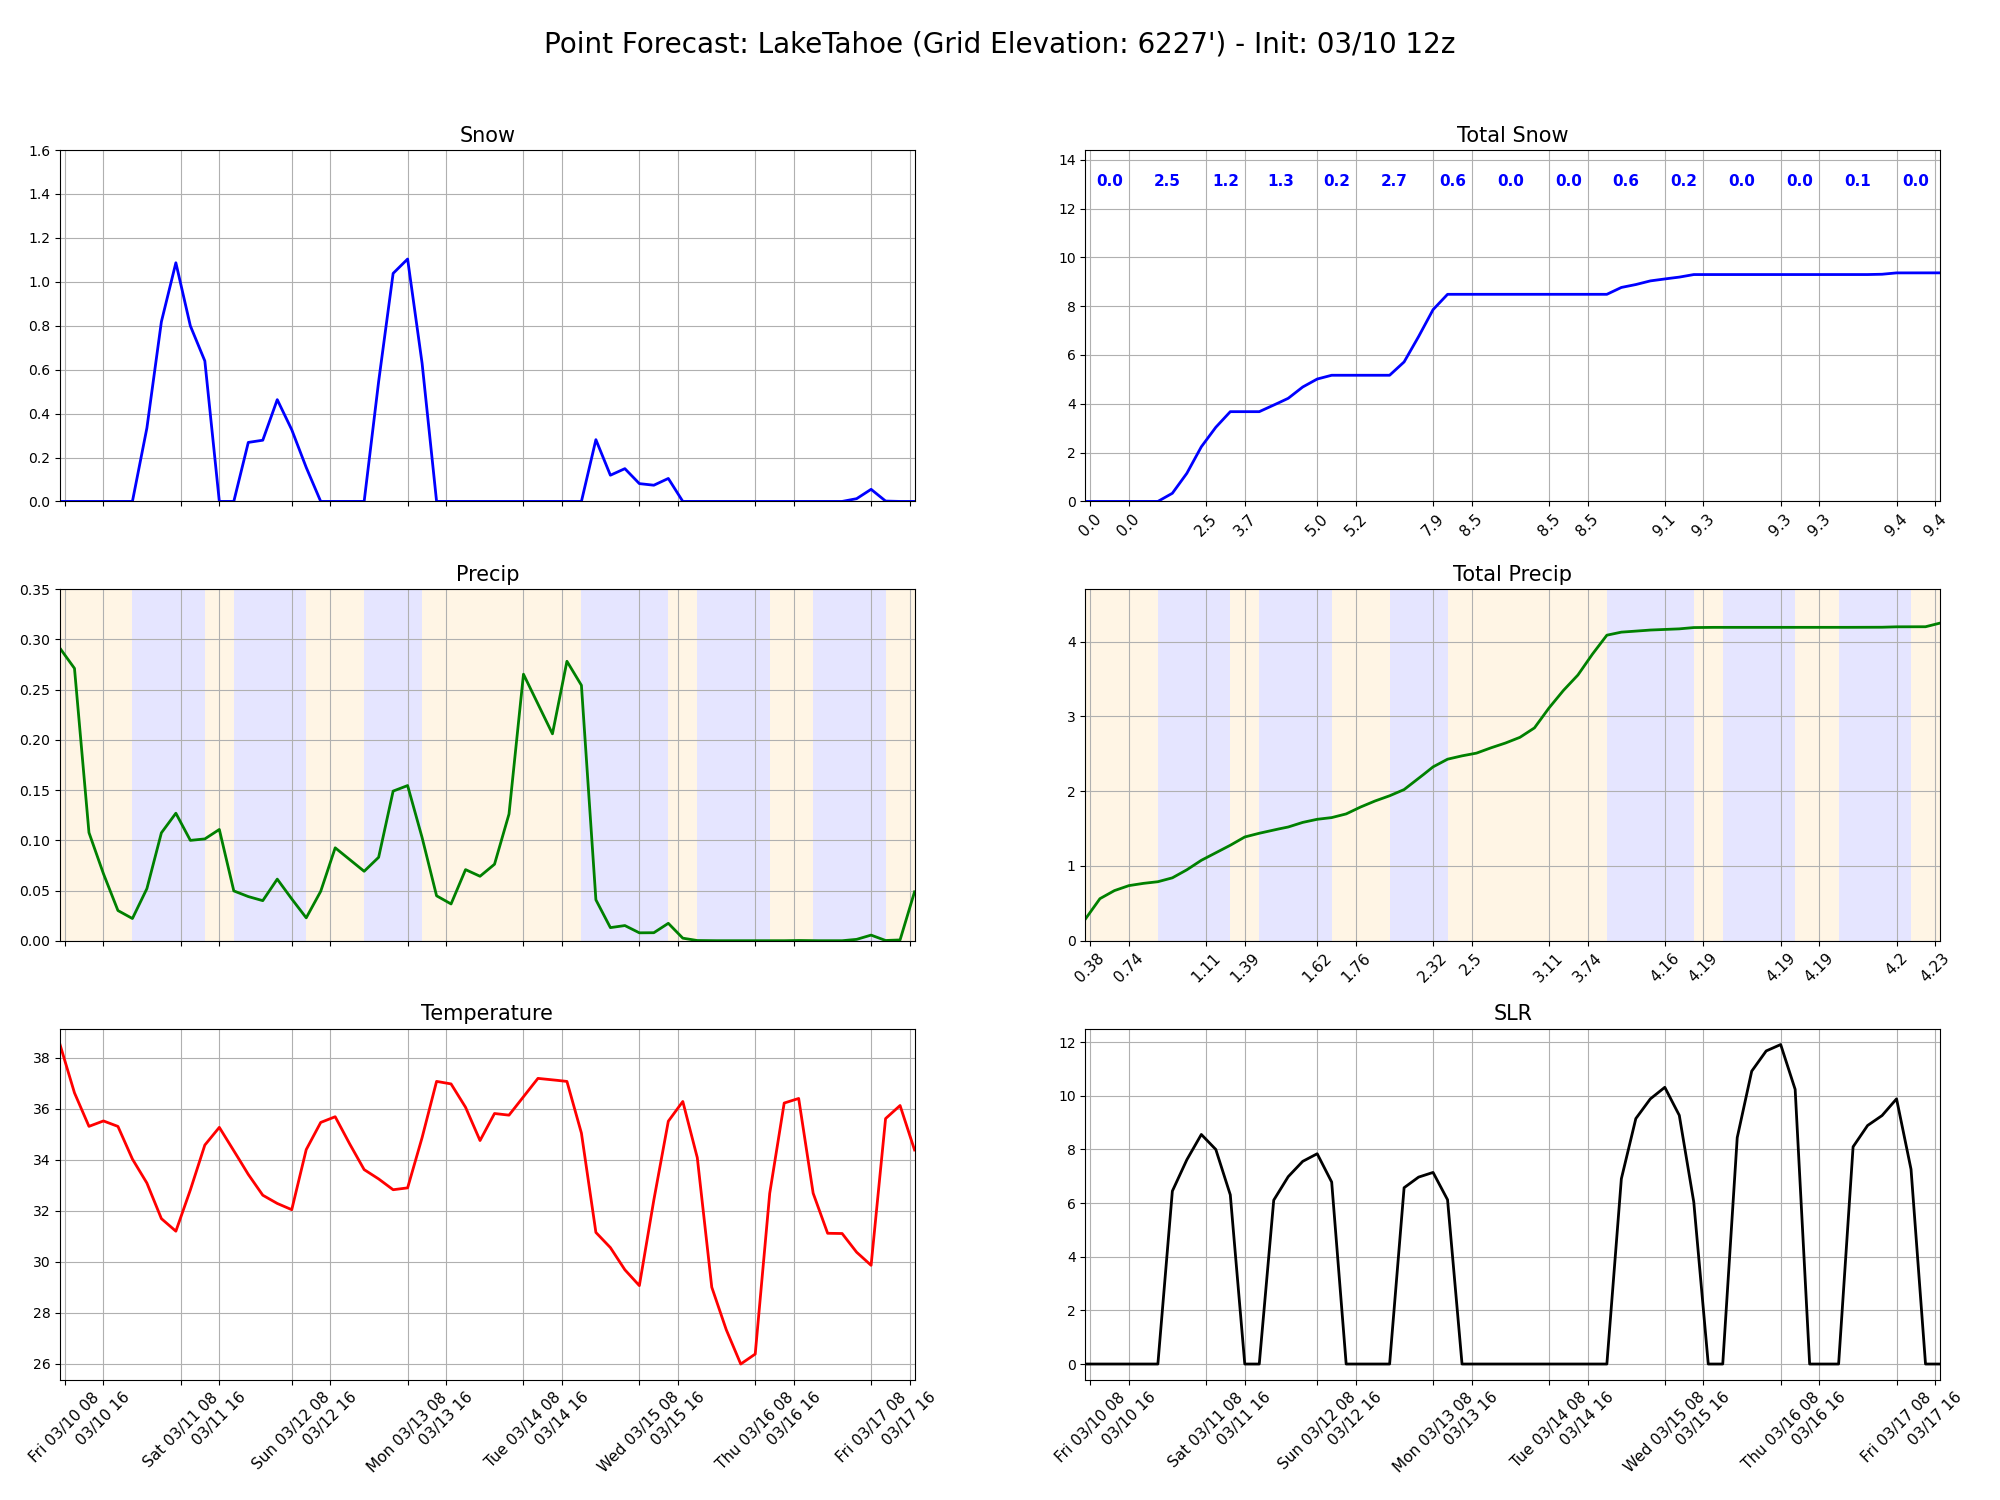 Point Forecast: LakeTahoe (Grid Elevation: 6227') - Init: 03/10 12z
Snow
1.6
1.4
1.2
1.0
0.8
0.6
0.4
0.2
0.0
Total Snow
0.0 2.5 1.2 1.3 0.2 2.7 0.6 0.0 0.0 0.6 0.2 0.0 0.0 0.1 0.0
14
12
10
8
6
4
2
0
0.0 0.0 2.5 3.7 5.0 5.2 7.9 8.5 8.5 8.5 9.1 9.3 9.3 9.3 9.4 9.4
Precip
0.35
0.30
0.25
0.20
0.15
0.10
0.05
0.00
Total Precip
4
3
2
1
0
0.38 0.74 1.11 1.39 1.62 1.76 2.32 2.5 3.11 3.74 4.16 4.19 4.19 4.19 4.2 4.23
Temperature
38
36
34
32
30
28
26
Fri 03/10 08
03/10 16
Sat 03/11 08
03/11 16
Sun 03/12 08
03/12 16
Mon 03/13 08
03/13 16
Tue 03/14 08
03/14 16
Wed 03/15 08
03/15 16
Thu 03/16 08
03/16 16
Fri 03/17 08
03/17 16
SLR
12
10
8
6
4
2
0
Fri 03/10 08
03/10 16
Sat 03/11 08
03/11 16
Sun 03/12 08
03/12 16
Mon 03/13 08
03/13 16
Tue 03/14 08
03/14 16
Wed 03/15 08
03/15 16
Thu 03/16 08
03/16 16
Fri 03/17 08
03/17 16